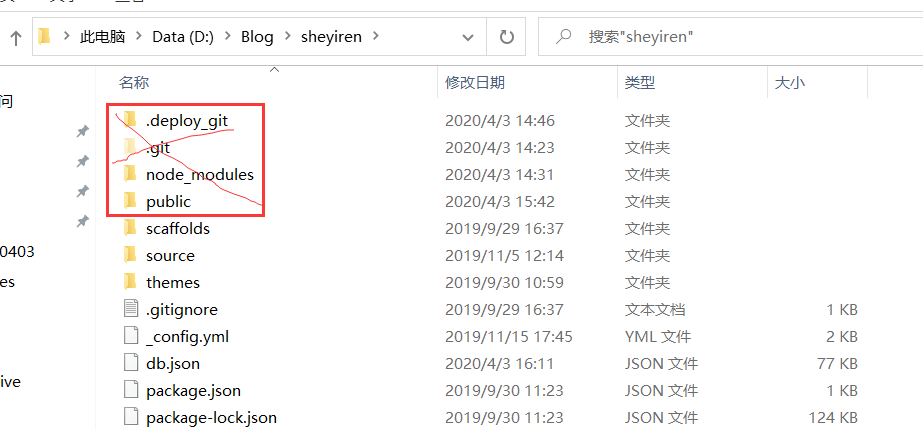 此电脑 Data (D:) Blog sheyiren 搜索"sheyiren"
名称 修改日期 类型 大小
问
.deploy_git 2020/4/3 14:46 文件夹
.git 2020/4/3 14:23 文件夹
node_modules 2020/4/3 14:31 文件夹
public 2020/4/3 15:42 文件夹
scaffolds 2019/9/29 16:37 文件夹
0403
source 2019/11/5 12:14 文件夹
es
themes 2019/9/30 10:59 文件夹
.gitignore 2019/9/29 16:37 文本文档 1 KB
_config.yml 2019/11/15 17:45 YML 文件 2 KB
db.json 2020/4/3 16:11 JSON 文件 77 KB
ive
package.json 2019/9/30 11:23 JSON 文件 1 KB
package-lock.json 2019/9/30 11:23 JSON 文件 124 KB